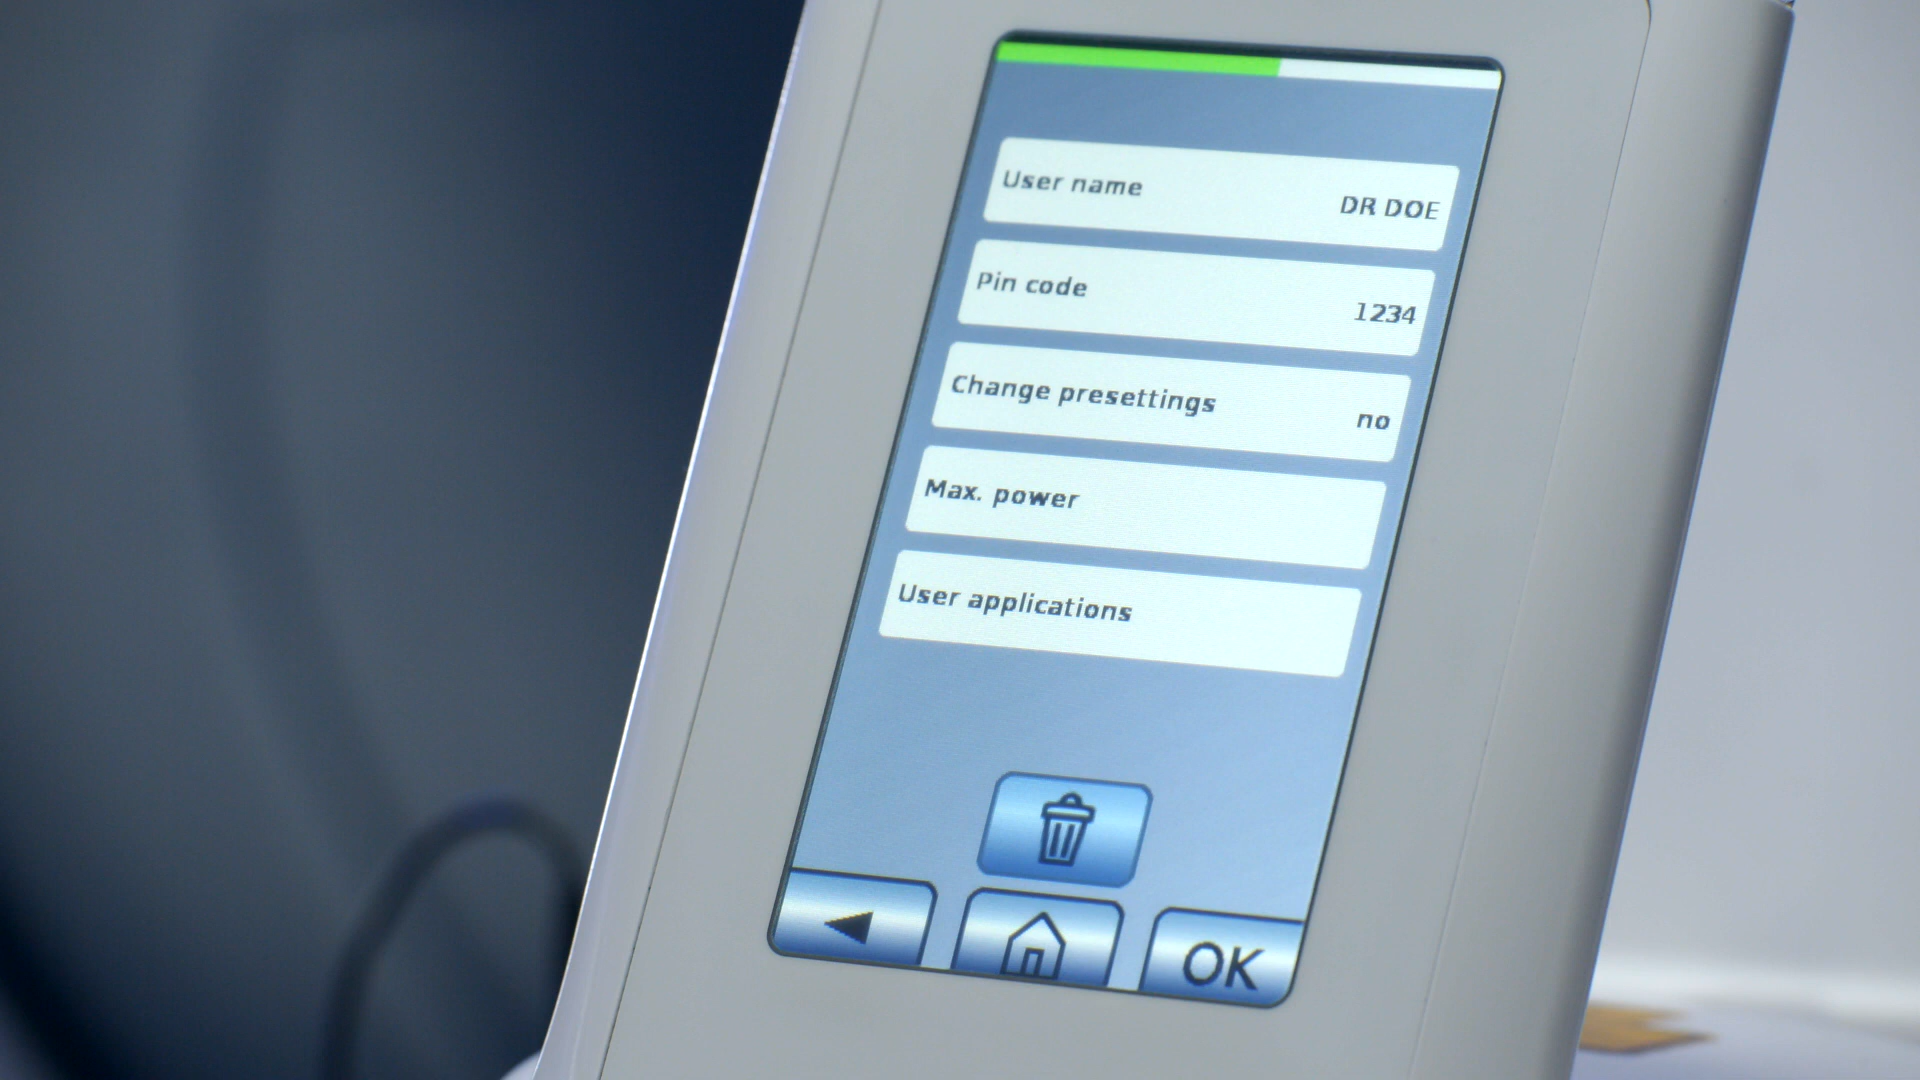 User name
DR DOE
Pin code
1234
Change presettings
no
Max. power
User applications
OK